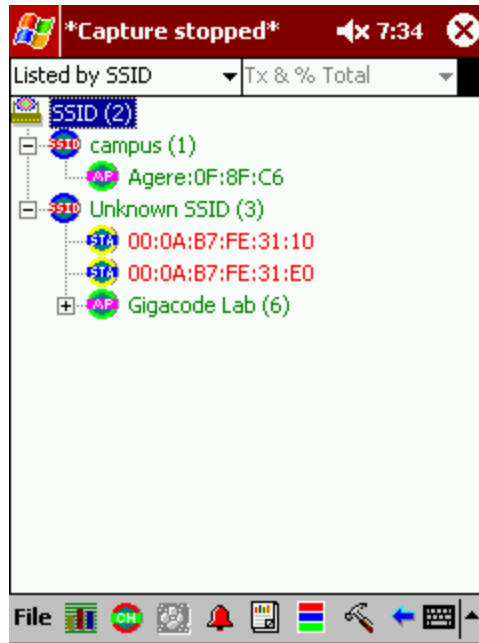 *Capture stopped* 7:34
Listed by SSID Tx & % Total
SSID (2)
SSID campus (1)
AP Agere:0F:8F:C6
SSID Unknown SSID (3)
STA 00:0A:B7:FE:31:10
STA 00:0A:B7:FE:31:E0
AP Gigacode Lab (6)
File CH